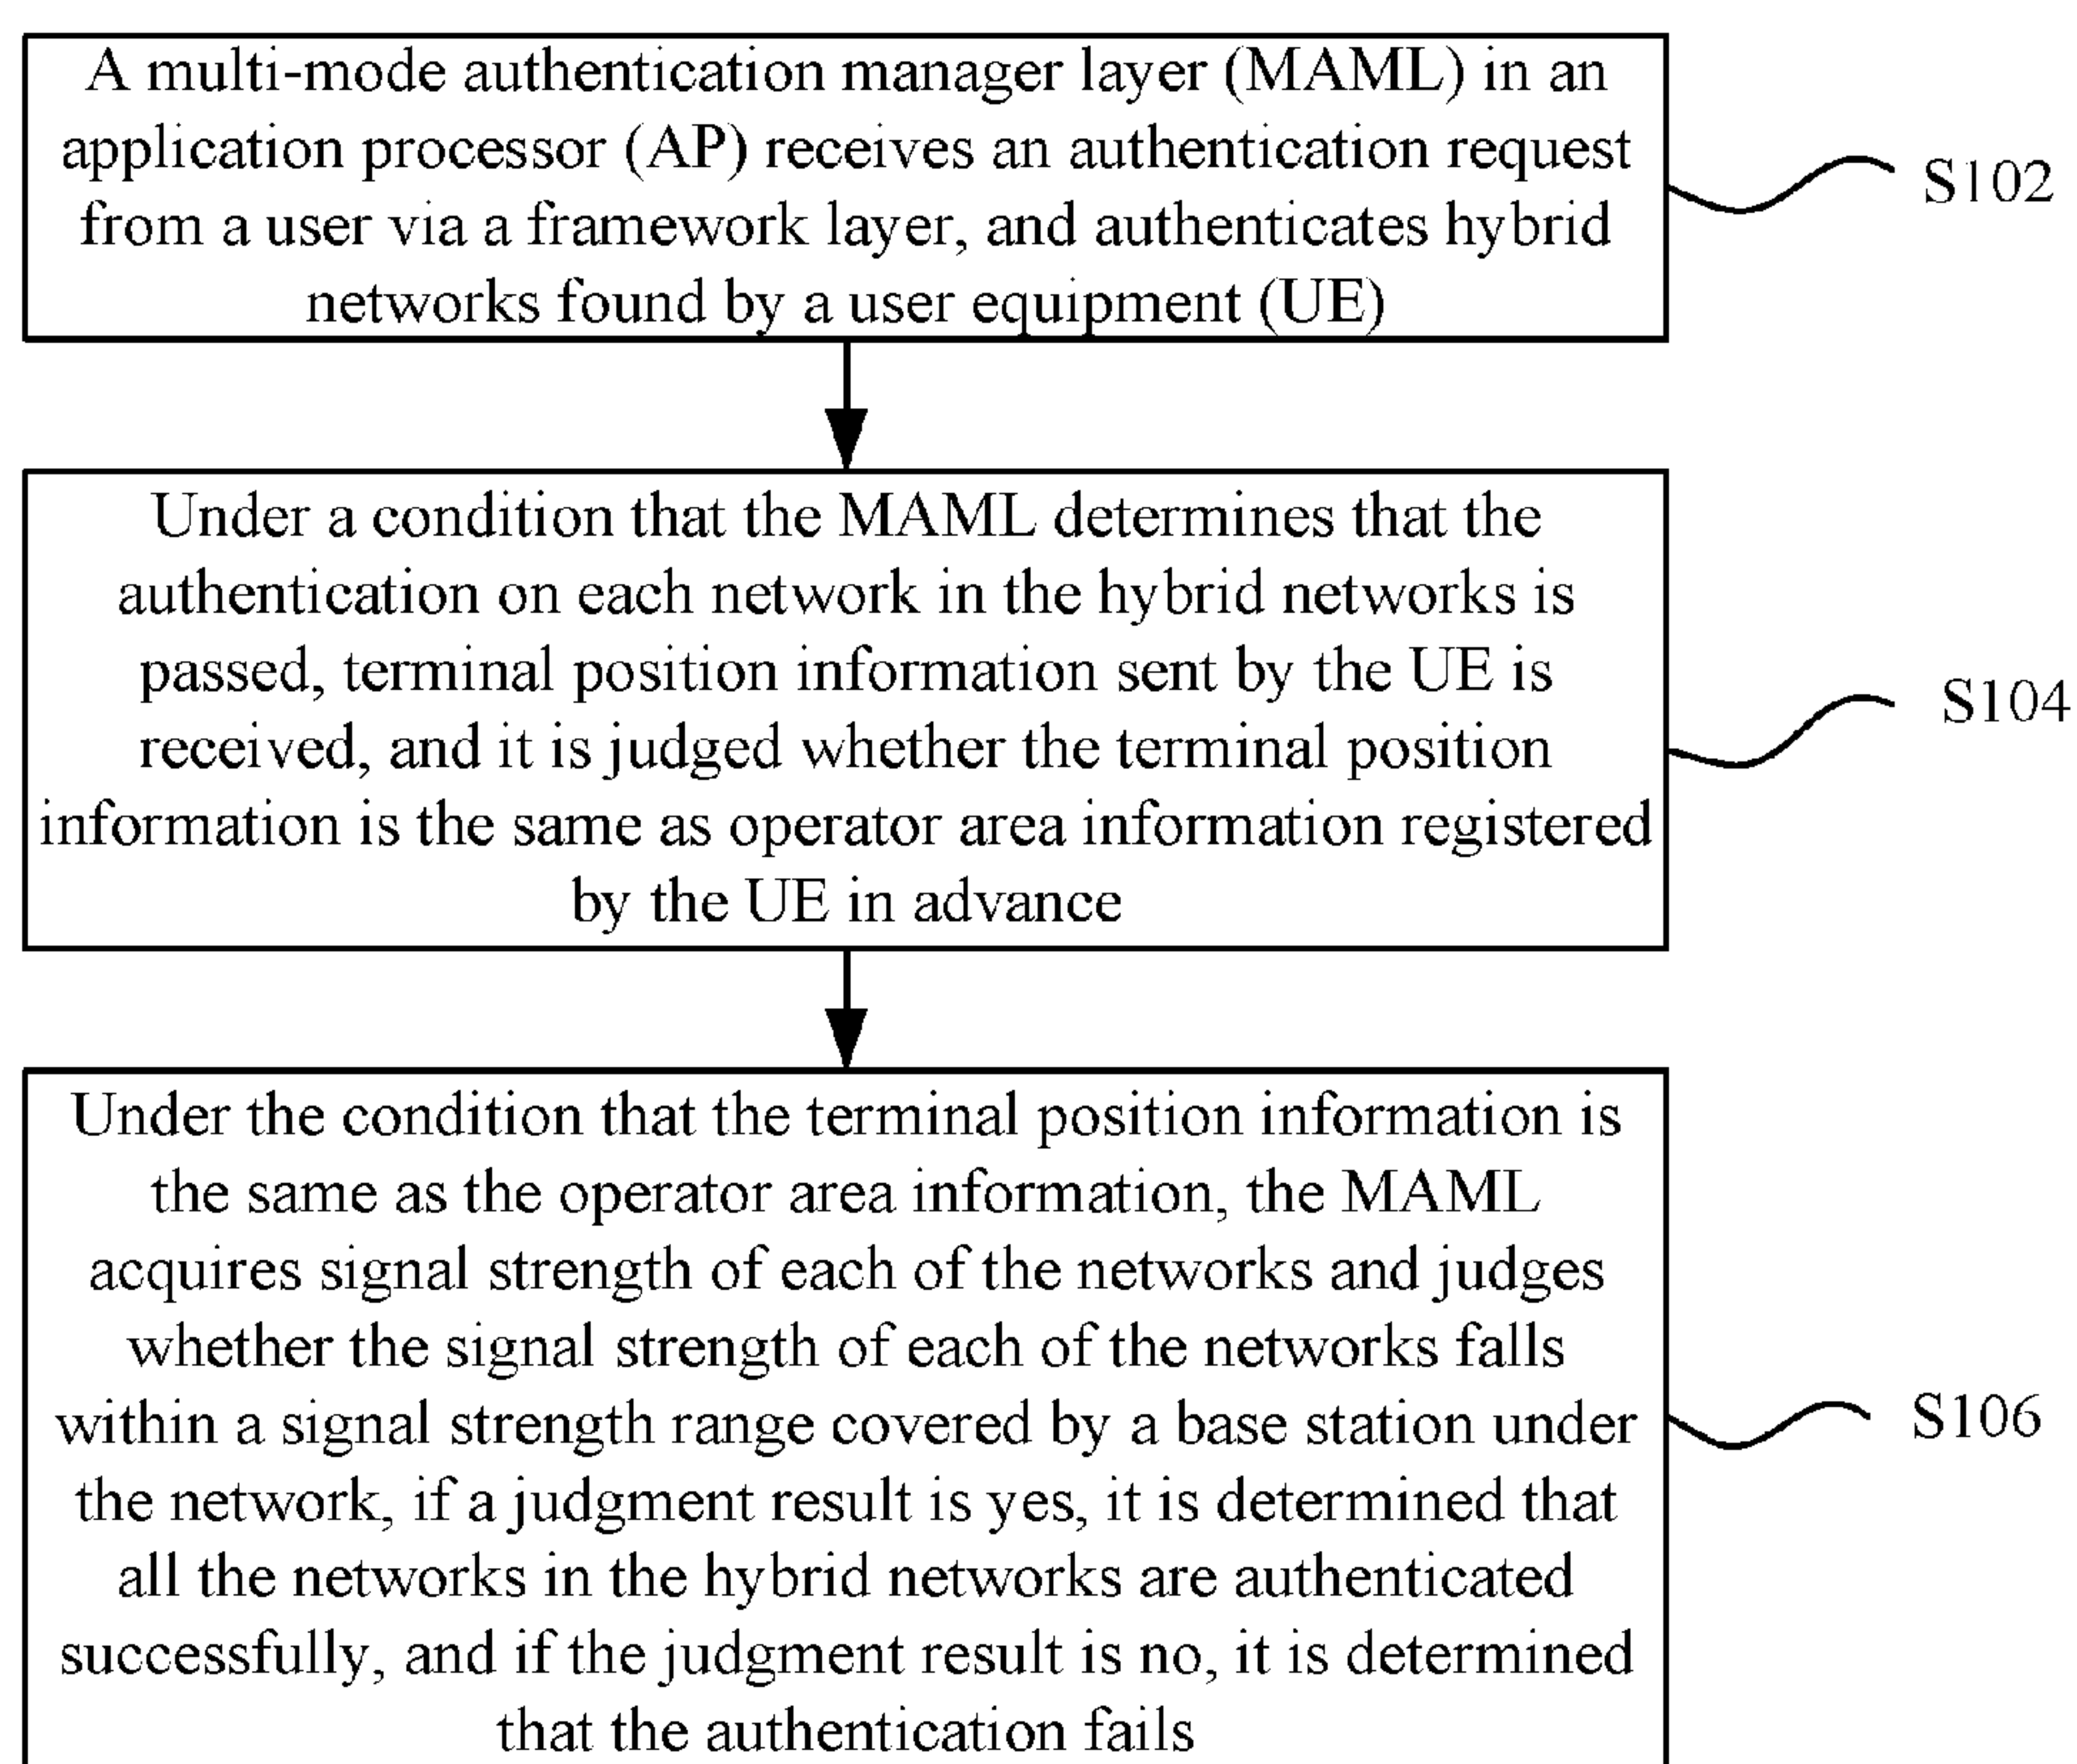 A multi-mode authentication manager layer (MAML) in an
application processor (AP) receives an authentication request
from a user via a framework layer, and authenticates hybrid
networks found by a user equipment (UE)
S102
Under a condition that the MAML determines that the
authentication on each network in the hybrid networks is
passed, terminal position information sent by the UE is
received, and it is judged whether the terminal position
information is the same as operator area information registered
by the UE in advance
S104
Under the condition that the terminal position information is
the same as the operator area information, the MAML
acquires signal strength of each of the networks and judges
whether the signal strength of each of the networks falls
within a signal strength range covered by a base station under
the network, if a judgment result is yes, it is determined that
all the networks in the hybrid networks are authenticated
successfully, and if the judgment result is no, it is determined
that the authentication fails
S106